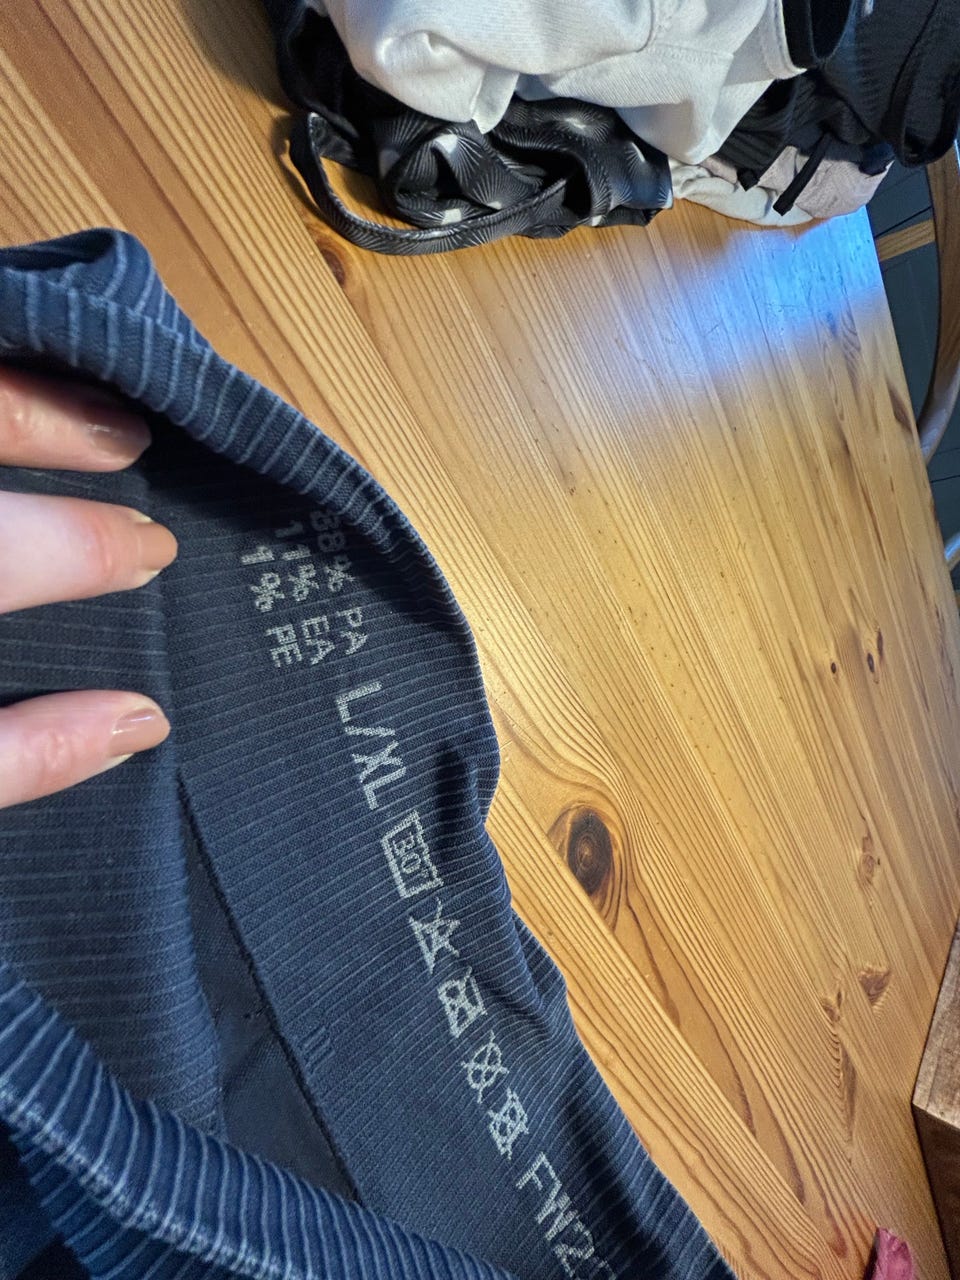 88% PA
11% EA
1% PE
L/XL
30°